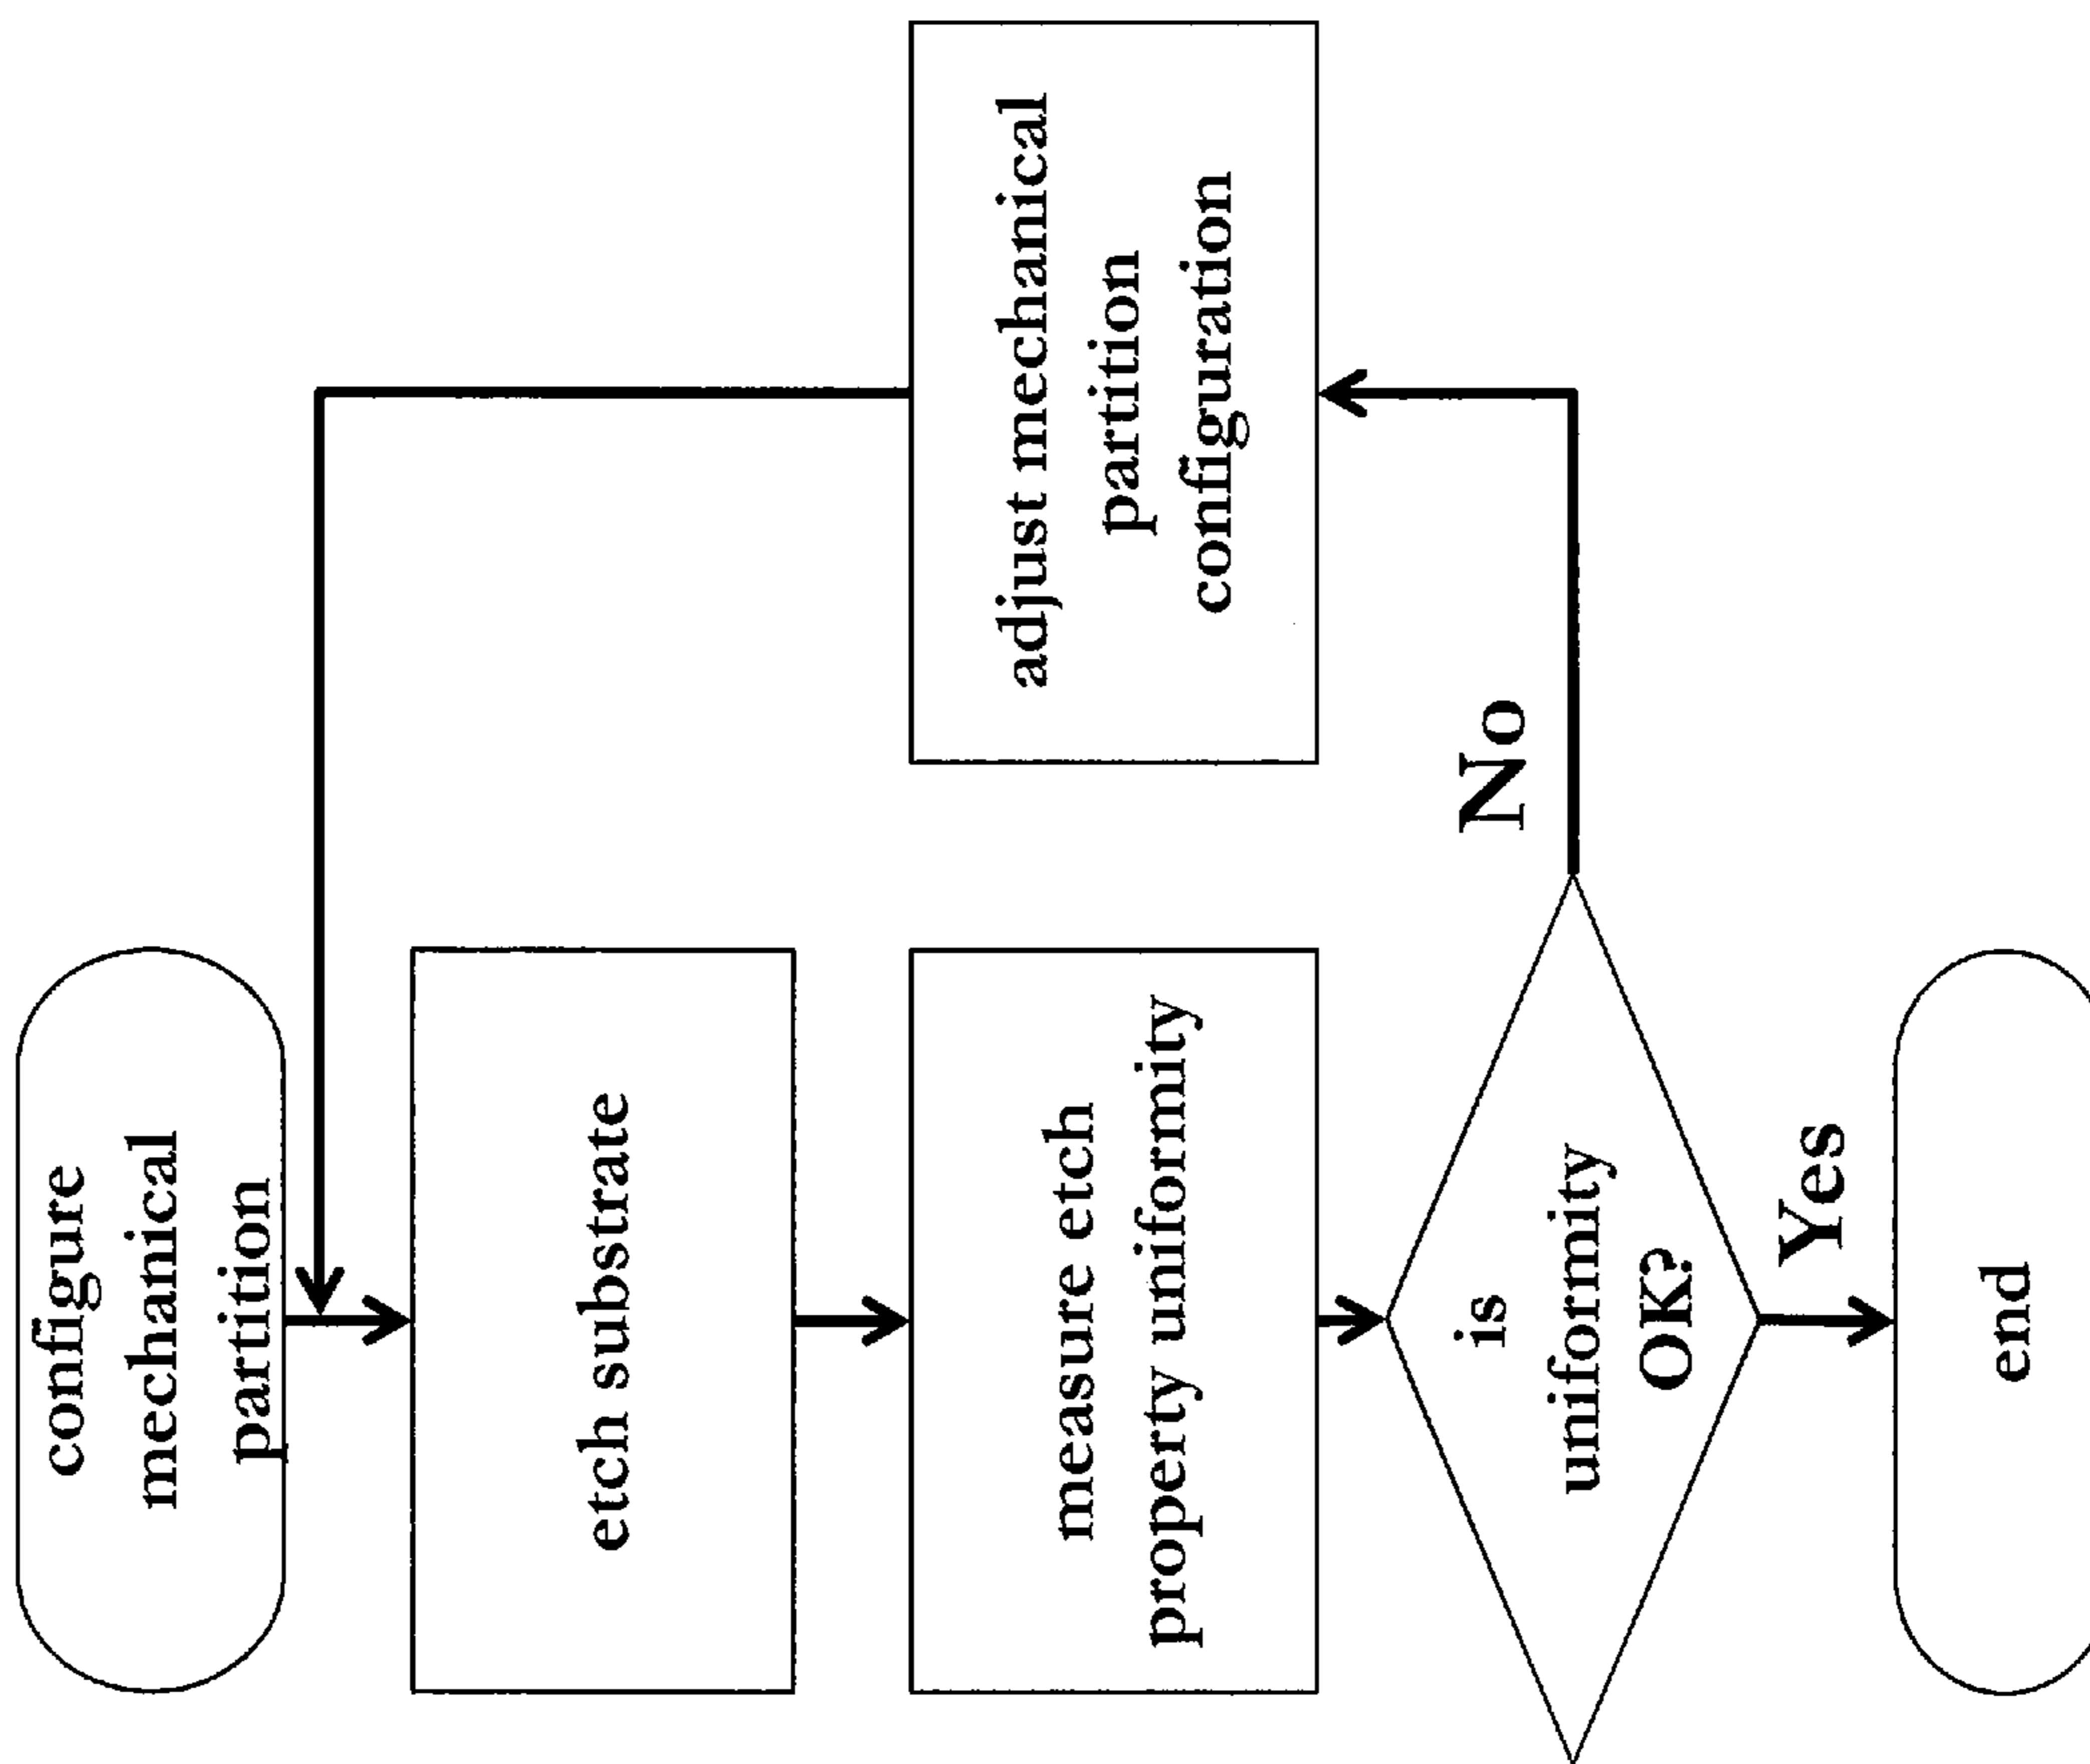 configure
mechanical
partition
etch substrate
measure etch
property uniformity
is
uniformity
OK?
Yes
end
No
adjust mechanical
partition
configuration